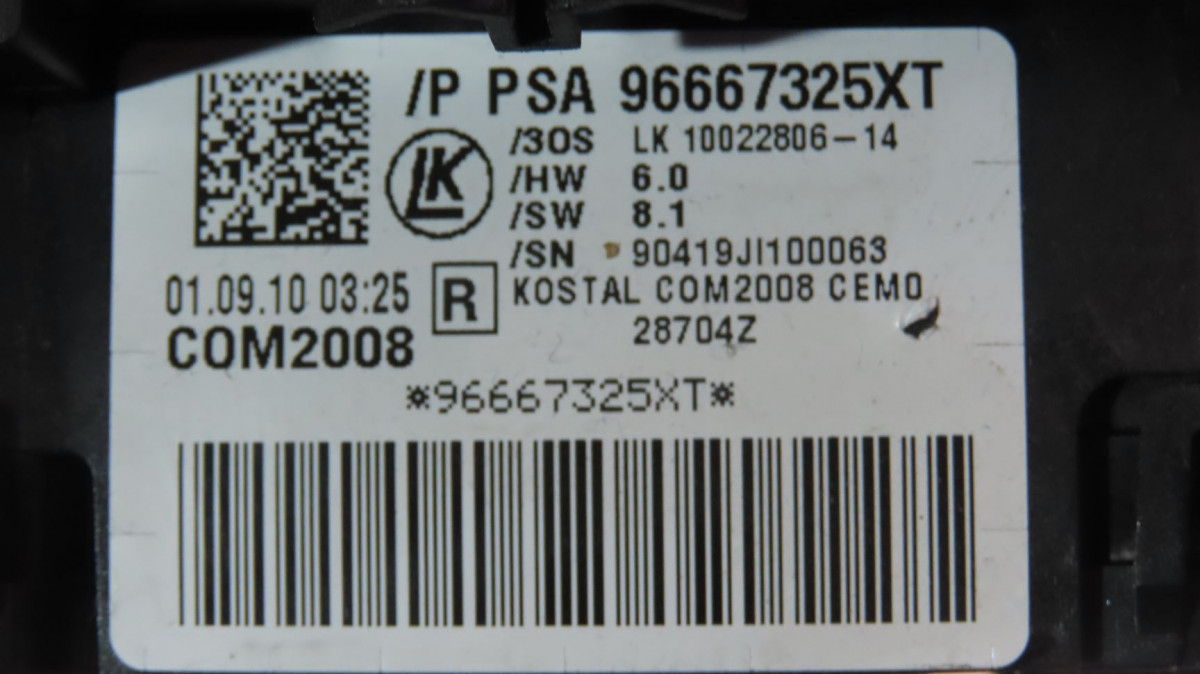 /P PSA 96667325XT
/3OS LK 10022806-14
LK
/HW 6.0
/SW 8.1
/SN 90419JI100063
01.09.10 03:25 R KOSTAL COM2008 CEM0
28704Z
COM2008
*96667325XT*